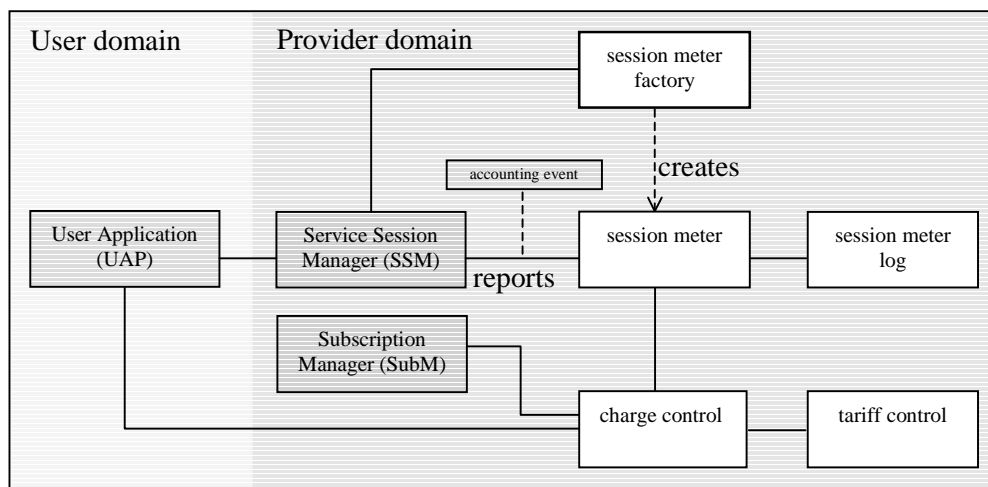 User domain
Provider domain
session meter
factory
creates
accounting event
User Application
(UAP)
Service Session
Manager (SSM)
reports
session meter
session meter
log
Subscription
Manager (SubM)
charge control
tariff control